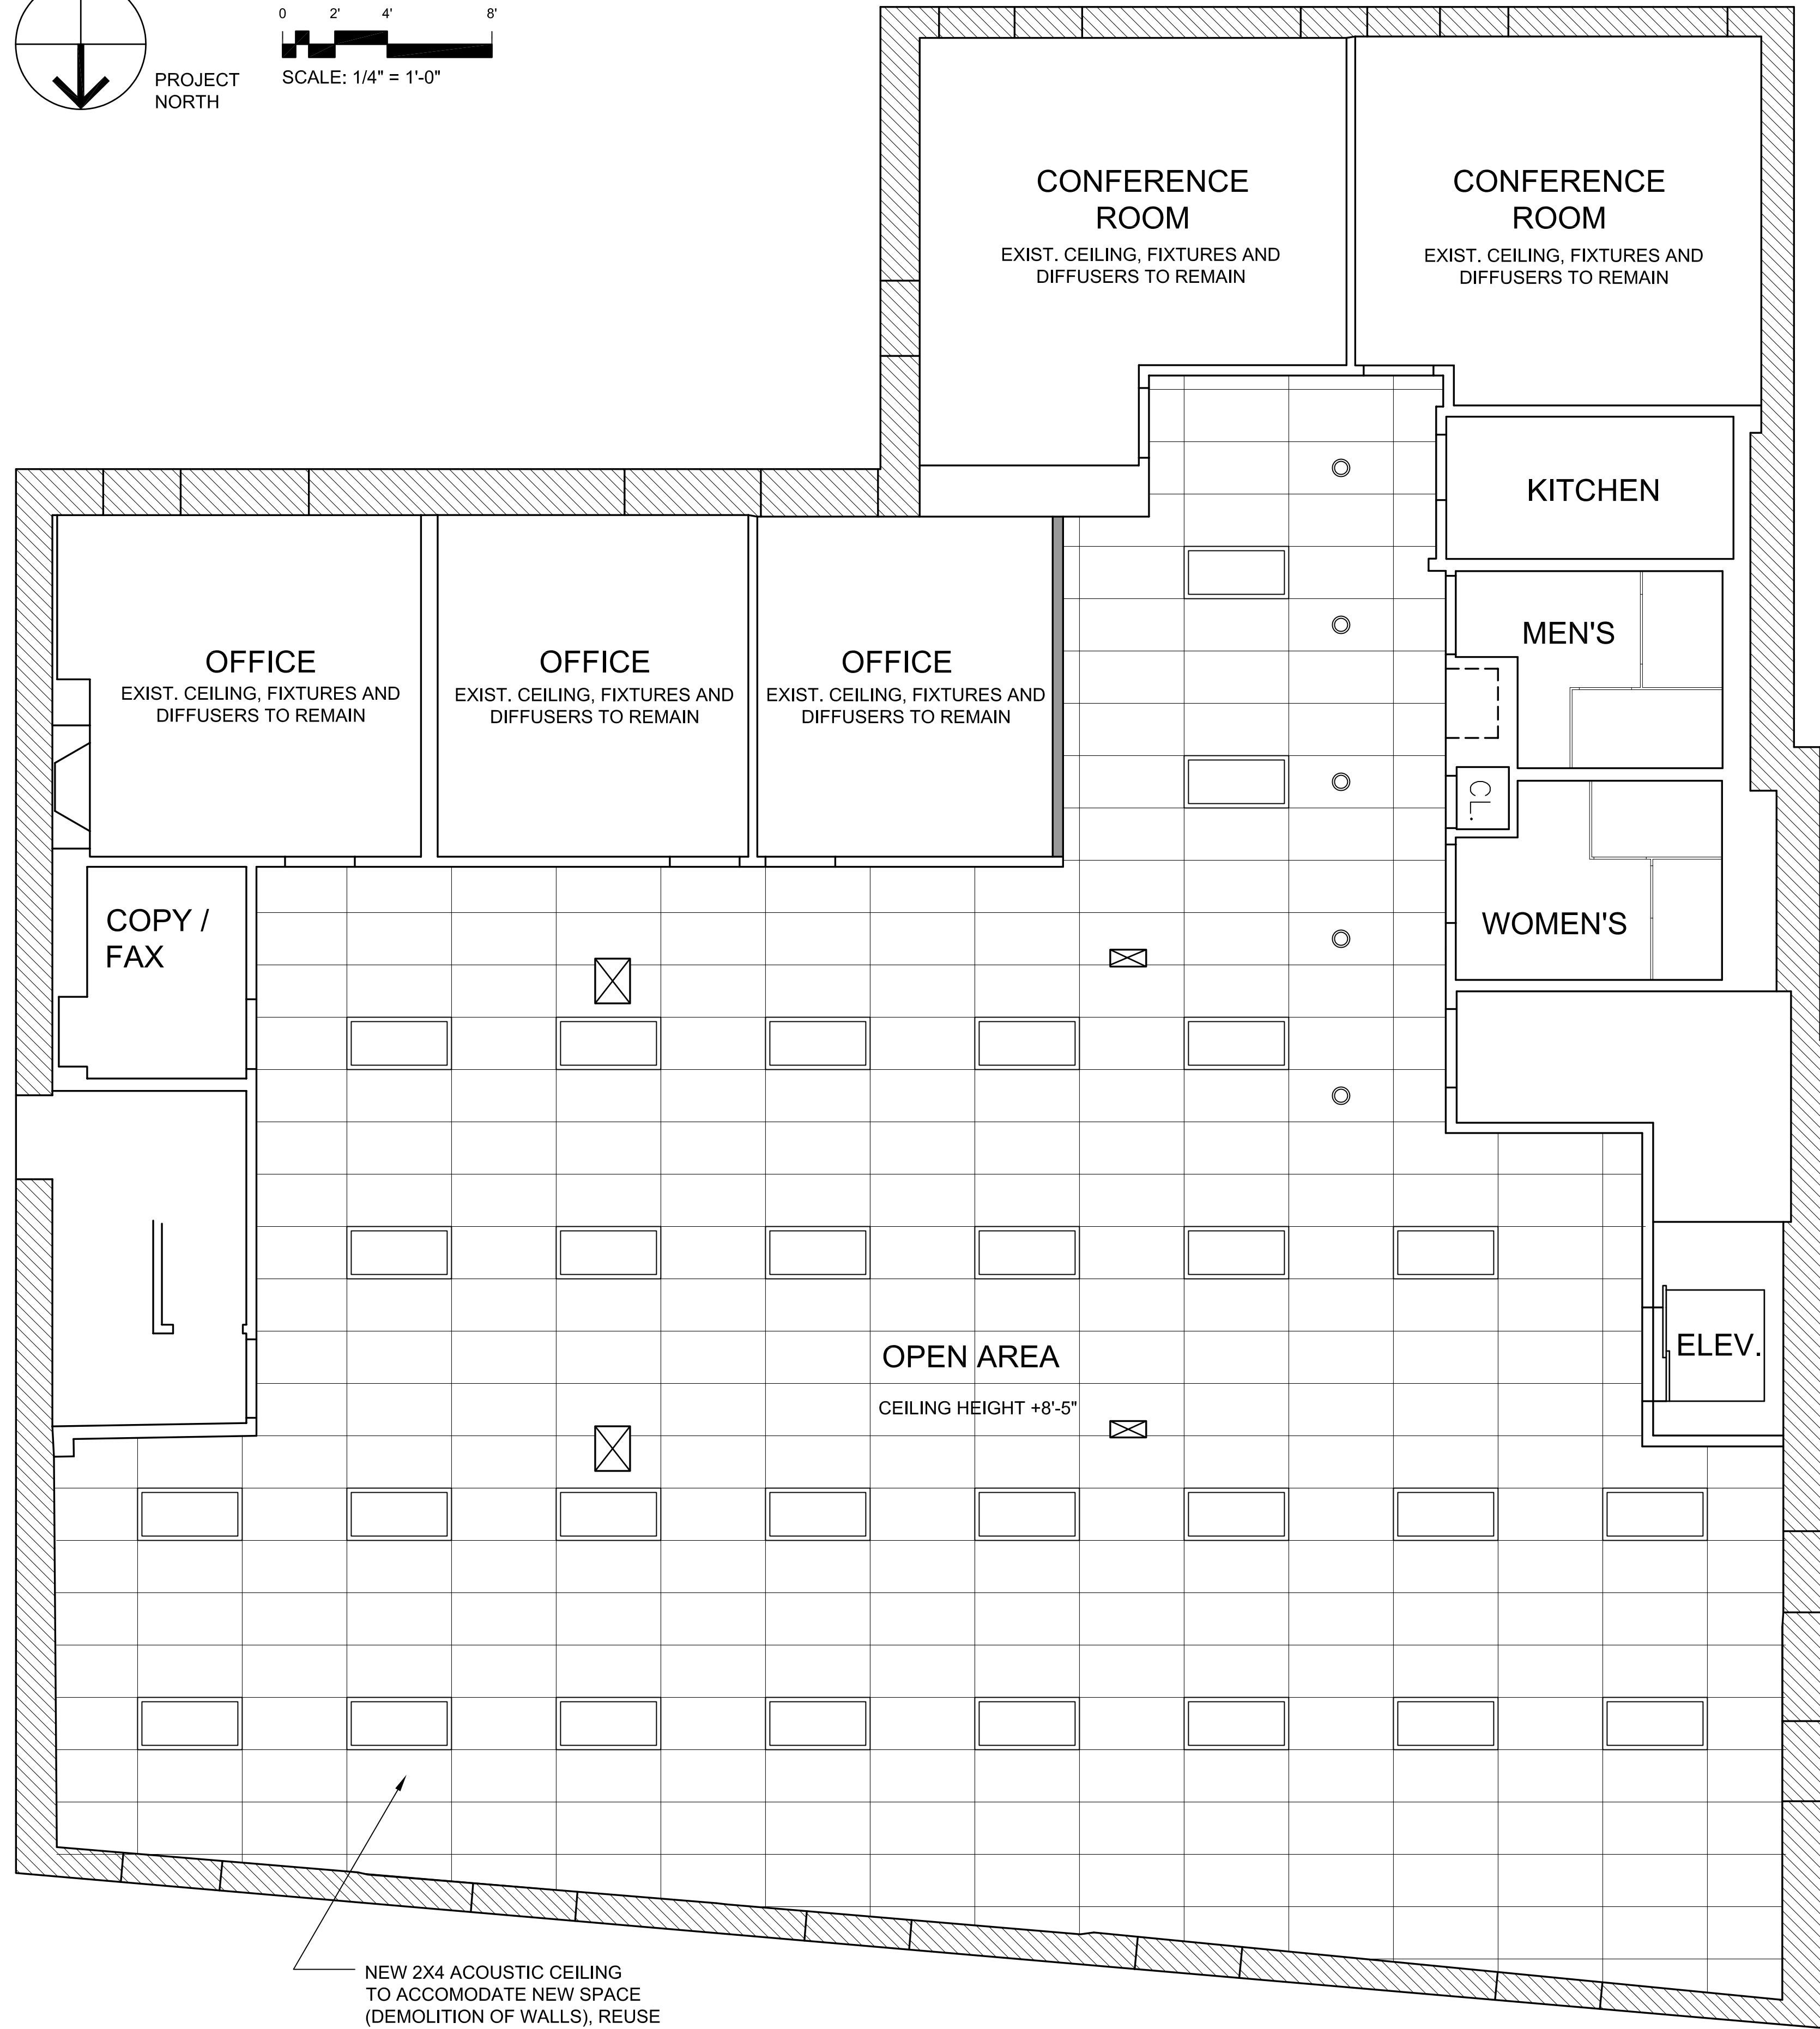 0 2' 4' 8'
SCALE: 1/4" = 1'-0"
PROJECT
NORTH
CONFERENCE
ROOM
EXIST. CEILING, FIXTURES AND
DIFFUSERS TO REMAIN
CONFERENCE
ROOM
EXIST. CEILING, FIXTURES AND
DIFFUSERS TO REMAIN
KITCHEN
MEN'S
OFFICE
EXIST. CEILING, FIXTURES AND
DIFFUSERS TO REMAIN
OFFICE
EXIST. CEILING, FIXTURES AND
DIFFUSERS TO REMAIN
OFFICE
EXIST. CEILING, FIXTURES AND
DIFFUSERS TO REMAIN
CL.
COPY /
FAX
WOMEN'S
OPEN AREA
CEILING HEIGHT +8'-5"
ELEV.
NEW 2X4 ACOUSTIC CEILING
TO ACCOMODATE NEW SPACE
(DEMOLITION OF WALLS), REUSE